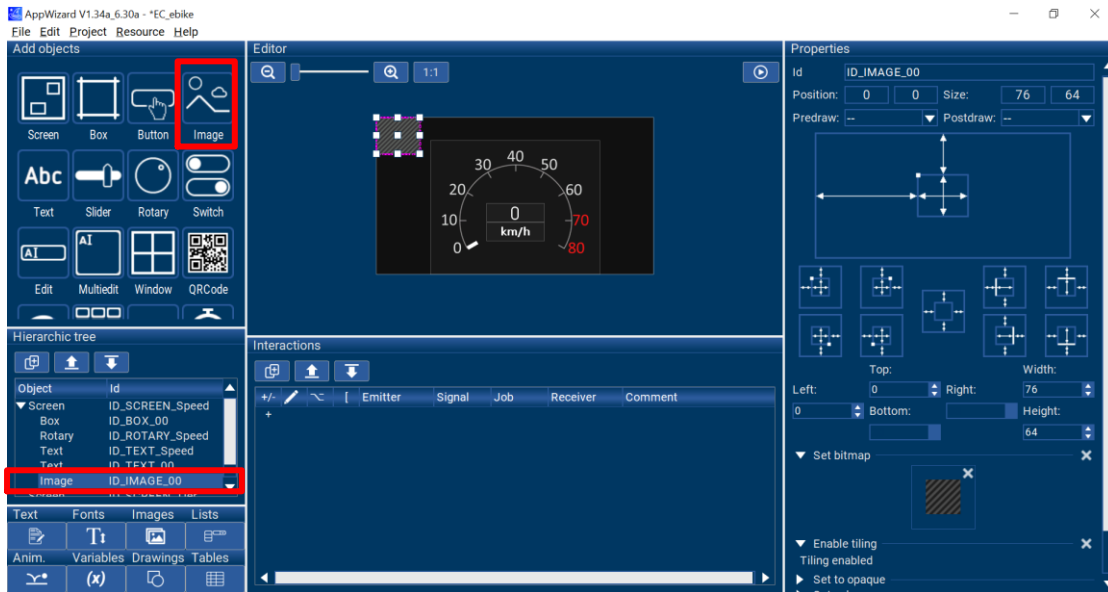 AppWizard V1.34a_6.30a - *EC_ebike
File Edit Project Resource Help
Add objects
Screen Box Button Image
Abc
Text Slider Rotary Switch
AI AI
Edit Multiedit Window QRCode
Hierarchic tree
Object Id
Screen ID_SCREEN_Speed
Box ID_BOX_00
Rotary ID_ROTARY_Speed
Text ID_TEXT_Speed
Text ID_TEXT_00
Image ID_IMAGE_00
Text Fonts Images Lists
Anim. Variables Drawings Tables
(x)
Editor
1:1
0 10 20 30 40 50 60 70 80
0
km/h
Interactions
+/- [ Emitter Signal Job Receiver Comment
+
Properties
Id ID_IMAGE_00
Position: 0 0 Size: 76 64
Predraw: -- Postdraw: --
Top: Width:
Left: 0 Right: 76
0 Bottom: Height:
64
Set bitmap
Enable tiling
Tiling enabled
Set to opaque